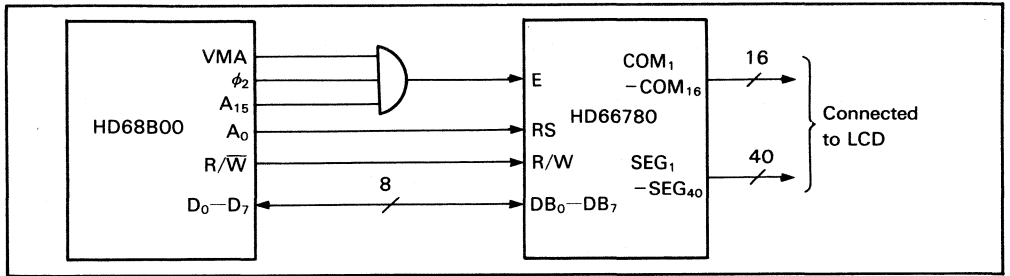 HD68B00
VMA
ϕ₂
A₁₅
A₀
R/W̅
D₀—D₇
8
E
RS
R/W
DB₀—DB₇
HD66780
COM₁
−COM₁₆
SEG₁
−SEG₄₀
16
40
Connected
to LCD